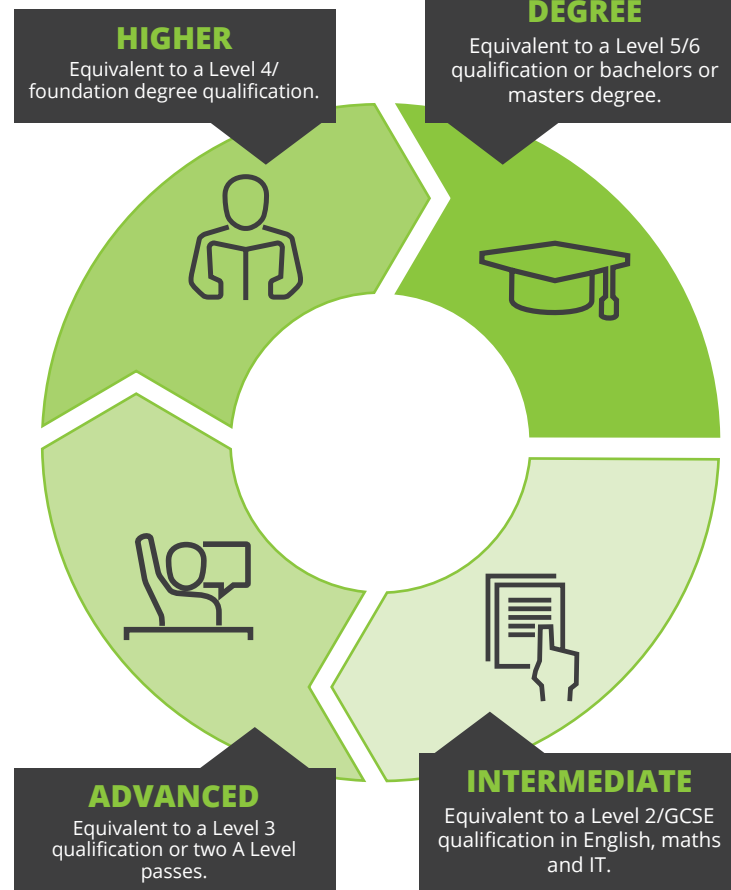 HIGHER
Equivalent to a Level 4/
foundation degree qualification.
DEGREE
Equivalent to a Level 5/6
qualification or bachelors or
masters degree.
ADVANCED
Equivalent to a Level 3
qualification or two A Level
passes.
INTERMEDIATE
Equivalent to a Level 2/GCSE
qualification in English, maths
and IT.